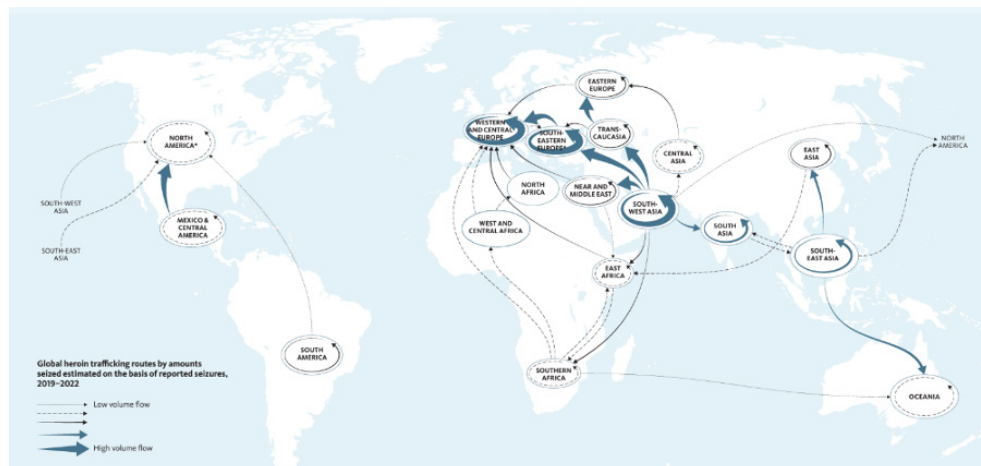 EASTERN
EUROPE
WESTERN
AND CENTRAL
EUROPE
SOUTH-
EASTERN
EUROPE
TRANS-
CAUCASIA
NORTH
AMERICA*
CENTRAL
ASIA
EAST
ASIA
NORTH
AMERICA
NORTH
AFRICA
NEAR AND
MIDDLE EAST
SOUTH-WEST
ASIA
SOUTH-
WEST ASIA
MEXICO &
CENTRAL
AMERICA
WEST AND
CENTRAL AFRICA
SOUTH
ASIA
SOUTH-EAST
ASIA
SOUTH-
EAST ASIA
EAST
AFRICA
SOUTH
AMERICA
SOUTHERN
AFRICA
OCEANIA
Global heroin trafficking routes by amounts
seized estimated on the basis of reported seizures,
2019–2022
Low volume flow
High volume flow